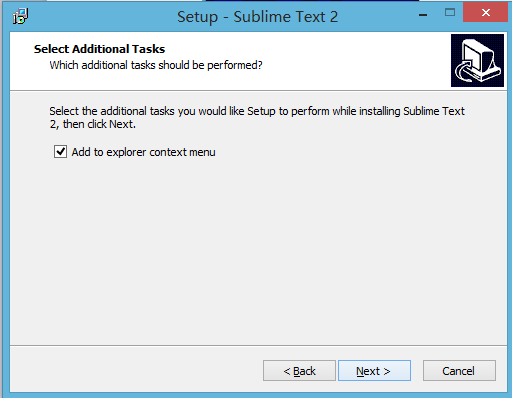 Setup - Sublime Text 2
Select Additional Tasks
Which additional tasks should be performed?
Select the additional tasks you would like Setup to perform while installing Sublime Text
2, then click Next.
Add to explorer context menu
< Back Next > Cancel